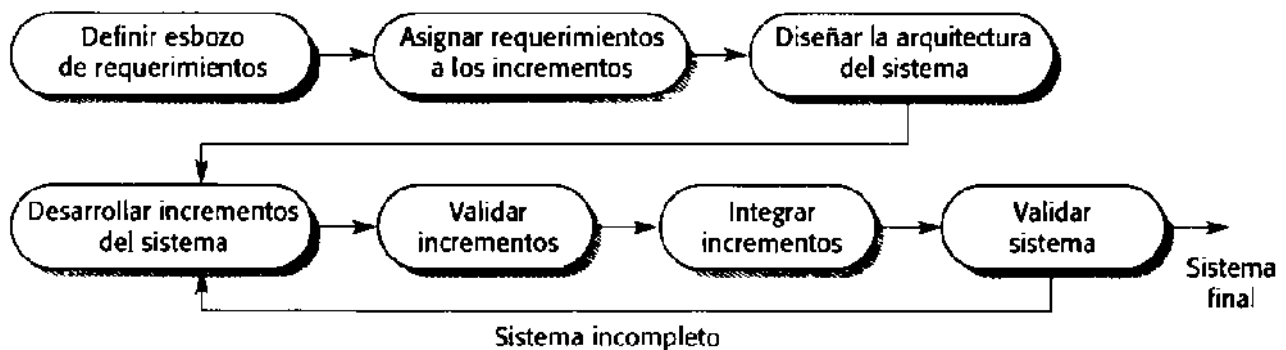 Definir esbozo
de requerimientos
Asignar requerimientos
a los incrementos
Diseñar la arquitectura
del sistema
Desarrollar incrementos
del sistema
Validar
incrementos
Integrar
incrementos
Validar
sistema
Sistema
final
Sistema incompleto